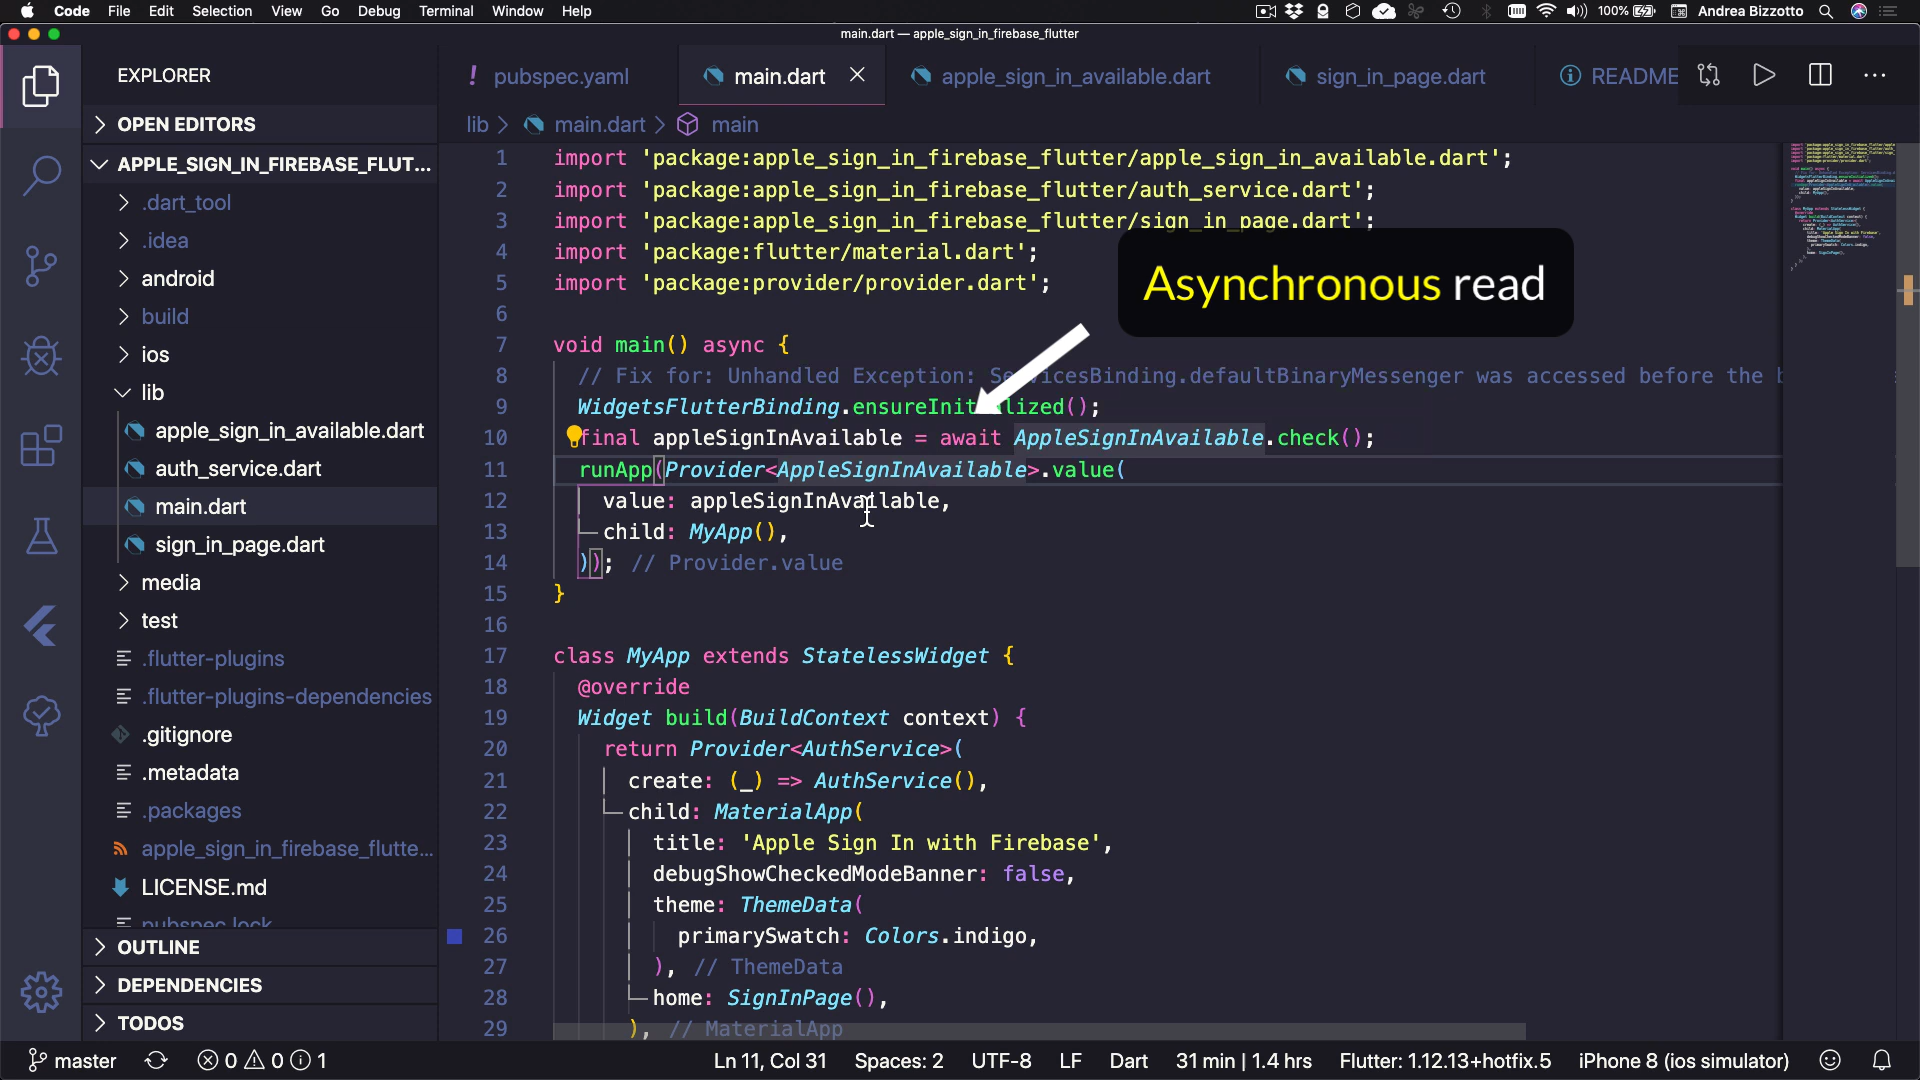 Code File Edit Selection View Go Debug Terminal Window Help 100% Andrea Bizzotto
main.dart — apple_sign_in_firebase_flutter
EXPLORER
OPEN EDITORS
APPLE_SIGN_IN_FIREBASE_FLUT...
.dart_tool
.idea
android
build
ios
lib
apple_sign_in_available.dart
auth_service.dart
main.dart
sign_in_page.dart
media
test
.flutter-plugins
.flutter-plugins-dependencies
.gitignore
.metadata
.packages
apple_sign_in_firebase_flutte...
LICENSE.md
pubspec.lock
OUTLINE
DEPENDENCIES
TODOS
! pubspec.yaml main.dart apple_sign_in_available.dart sign_in_page.dart README
lib > main.dart > main
1 import 'package:apple_sign_in_firebase_flutter/apple_sign_in_available.dart';
2 import 'package:apple_sign_in_firebase_flutter/auth_service.dart';
3 import 'package:apple_sign_in_firebase_flutter/sign_in_page.dart';
4 import 'package:flutter/material.dart';
5 import 'package:provider/provider.dart';
Asynchronous read
6
7 void main() async {
8 // Fix for: Unhandled Exception: ServicesBinding.defaultBinaryMessenger was accessed before the b
9 WidgetsFlutterBinding.ensureInitialized();
10 final appleSignInAvailable = await AppleSignInAvailable.check();
11 runApp(Provider<AppleSignInAvailable>.value(
12 value: appleSignInAvailable,
13 child: MyApp(),
14 )); // Provider.value
15 }
16
17 class MyApp extends StatelessWidget {
18 @override
19 Widget build(BuildContext context) {
20 return Provider<AuthService>(
21 create: (_) => AuthService(),
22 child: MaterialApp(
23 title: 'Apple Sign In with Firebase',
24 debugShowCheckedModeBanner: false,
25 theme: ThemeData(
26 primarySwatch: Colors.indigo,
27 ), // ThemeData
28 home: SignInPage(),
29 ), // MaterialApp
master 0 0 1 Ln 11, Col 31 Spaces: 2 UTF-8 LF Dart 31 min | 1.4 hrs Flutter: 1.12.13+hotfix.5 iPhone 8 (ios simulator)